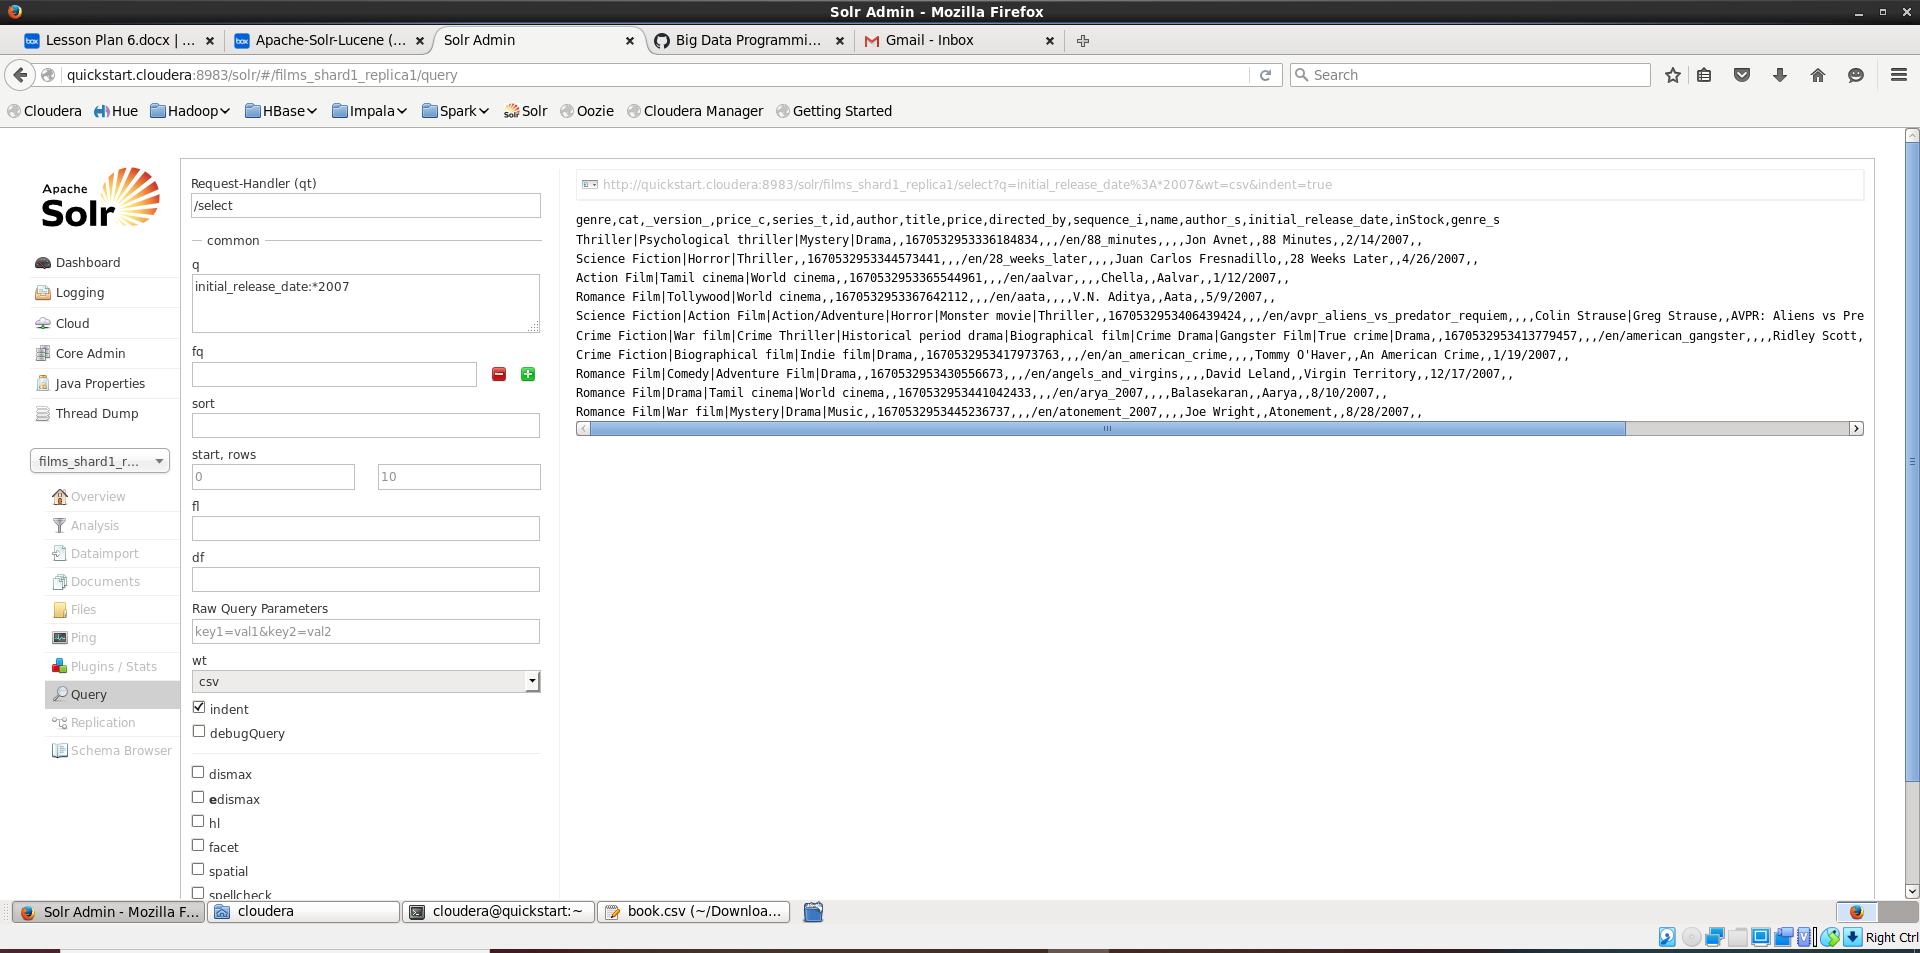 Solr Admin - Mozilla Firefox
Lesson Plan 6.docx | ...
Apache-Solr-Lucene (...
Solr Admin
Big Data Programmi...
Gmail - Inbox
quickstart.cloudera:8983/solr/#/films_shard1_replica1/query
Search
Cloudera
Hue
Hadoop
HBase
Impala
Spark
Solr
Oozie
Cloudera Manager
Getting Started
Apache
Solr
Dashboard
Logging
Cloud
Core Admin
Java Properties
Thread Dump
films_shard1_r...
Overview
Analysis
Dataimport
Documents
Files
Ping
Plugins / Stats
Query
Replication
Schema Browser
Request-Handler (qt)
/select
common
q
initial_release_date:*2007
fq
sort
start, rows
0
10
fl
df
Raw Query Parameters
key1=val1&key2=val2
wt
csv
indent
debugQuery
dismax
edismax
hl
facet
spatial
spellcheck
http://quickstart.cloudera:8983/solr/films_shard1_replica1/select?q=initial_release_date%3A*2007&wt=csv&indent=true
genre,cat,_version_,price_c,series_t,id,author,title,price,directed_by,sequence_i,name,author_s,initial_release_date,inStock,genre_s
Thriller|Psychological thriller|Mystery|Drama,,1670532953336184834,,,/en/88_minutes,,,,Jon Avnet,,88 Minutes,,2/14/2007,,
Science Fiction|Horror|Thriller,,1670532953344573441,,,/en/28_weeks_later,,,,Juan Carlos Fresnadillo,,28 Weeks Later,,4/26/2007,,
Action Film|Tamil cinema|World cinema,,1670532953365544961,,,/en/aalvar,,,,Chella,,Aalvar,,1/12/2007,,
Romance Film|Tollywood|World cinema,,1670532953367642112,,,/en/aata,,,,V.N. Aditya,,Aata,,5/9/2007,,
Science Fiction|Action Film|Action/Adventure|Horror|Monster movie|Thriller,,1670532953406439424,,,/en/avpr_aliens_vs_predator_requiem,,,,Colin Strause|Greg Strause,,AVPR: Aliens vs Pre
Crime Fiction|War film|Crime Thriller|Historical period drama|Biographical film|Crime Drama|Gangster Film|True crime|Drama,,1670532953413779457,,,/en/american_gangster,,,,Ridley Scott,
Crime Fiction|Biographical film|Indie film|Drama,,1670532953417973763,,,/en/an_american_crime,,,,Tommy O'Haver,,An American Crime,,1/19/2007,,
Romance Film|Comedy|Adventure Film|Drama,,1670532953430556673,,,/en/angels_and_virgins,,,,David Leland,,Virgin Territory,,12/17/2007,,
Romance Film|Drama|Tamil cinema|World cinema,,1670532953441042433,,,/en/arya_2007,,,,Balasekaran,,Aarya,,8/10/2007,,
Romance Film|War film|Mystery|Drama|Music,,1670532953445236737,,,/en/atonement_2007,,,,Joe Wright,,Atonement,,8/28/2007,,
Solr Admin - Mozilla F...
cloudera
cloudera@quickstart:~
book.csv (~/Downloa...
Right Ctrl